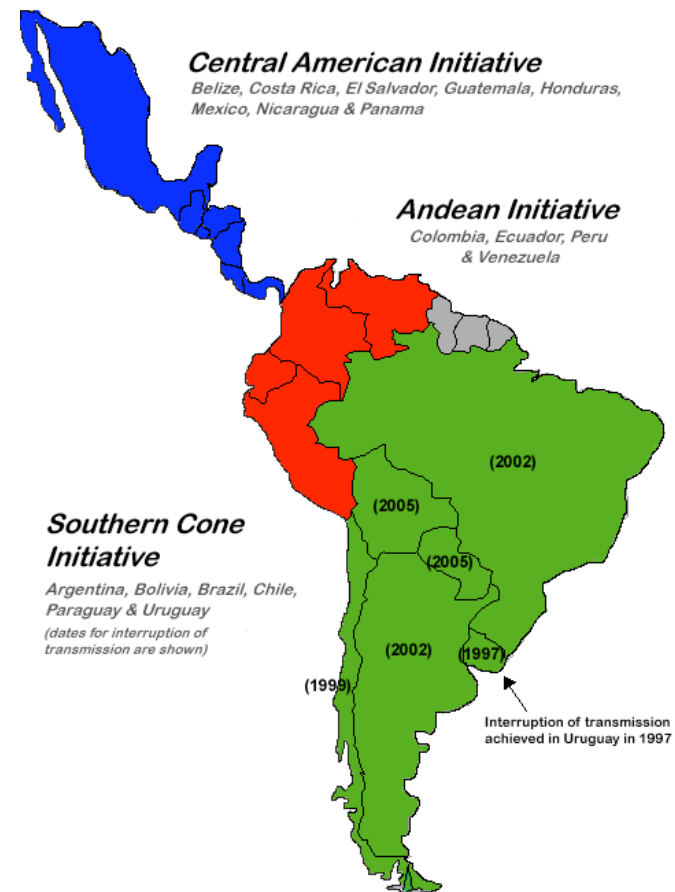 Central American Initiative
Belize, Costa Rica, El Salvador, Guatemala, Honduras,
Mexico, Nicaragua & Panama
Andean Initiative
Colombia, Ecuador, Peru
& Venezuela
(2002)
(2005)
(2005)
Southern Cone
Initiative
Argentina, Bolivia, Brazil, Chile,
Paraguay & Uruguay
(dates for interruption of
transmission are shown)
(2002)
(1997)
(1999)
Interruption of transmission
achieved in Uruguay in 1997